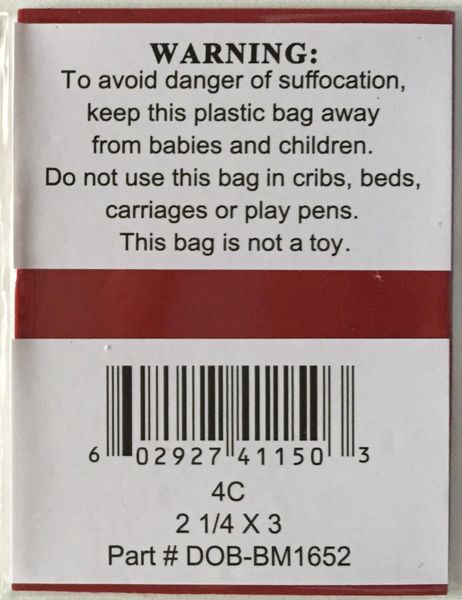 WARNING:
To avoid danger of suffocation,
keep this plastic bag away
from babies and children.
Do not use this bag in cribs, beds,
carriages or play pens.
This bag is not a toy.
6 02927 41150 3
4C
2 1/4 X 3
Part # DOB-BM1652